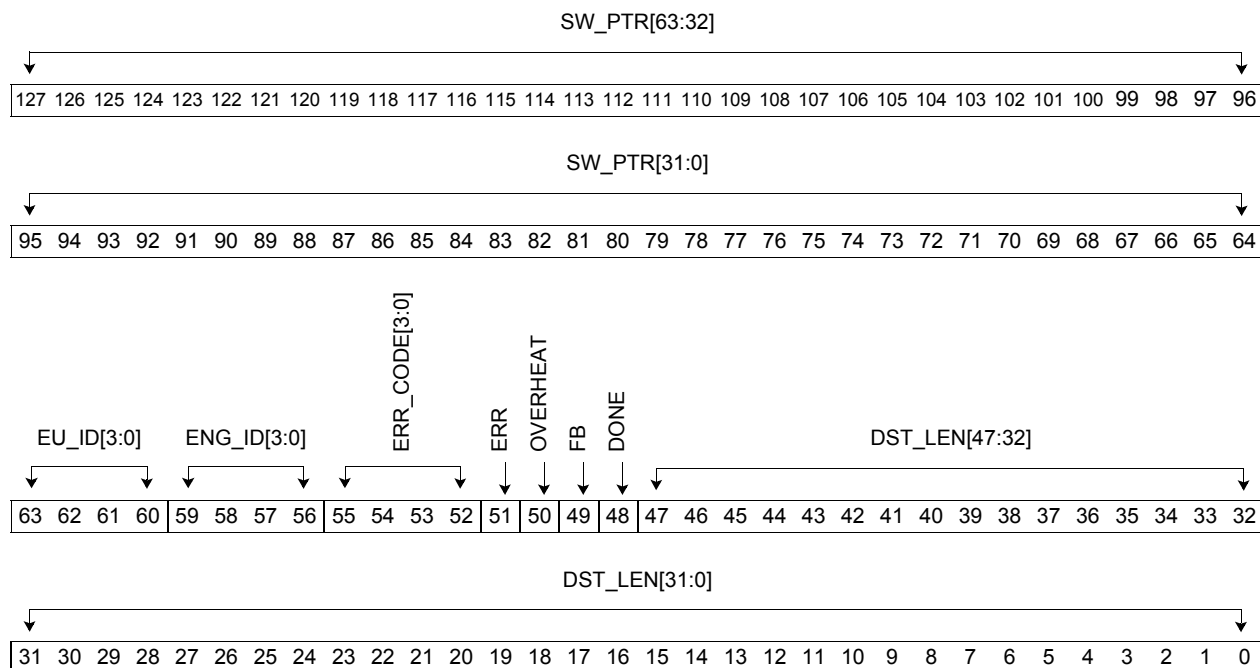 SW_PTR[63:32]
127 126 125 124 123 122 121 120 119 118 117 116 115 114 113 112 111 110 109 108 107 106 105 104 103 102 101 100 99 98 97 96
SW_PTR[31:0]
95 94 93 92 91 90 89 88 87 86 85 84 83 82 81 80 79 78 77 76 75 74 73 72 71 70 69 68 67 66 65 64
EU_ID[3:0] ENG_ID[3:0] ERR_CODE[3:0] ERR OVERHEAT FB DONE DST_LEN[47:32]
63 62 61 60 59 58 57 56 55 54 53 52 51 50 49 48 47 46 45 44 43 42 41 40 39 38 37 36 35 34 33 32
DST_LEN[31:0]
31 30 29 28 27 26 25 24 23 22 21 20 19 18 17 16 15 14 13 12 11 10 9 8 7 6 5 4 3 2 1 0